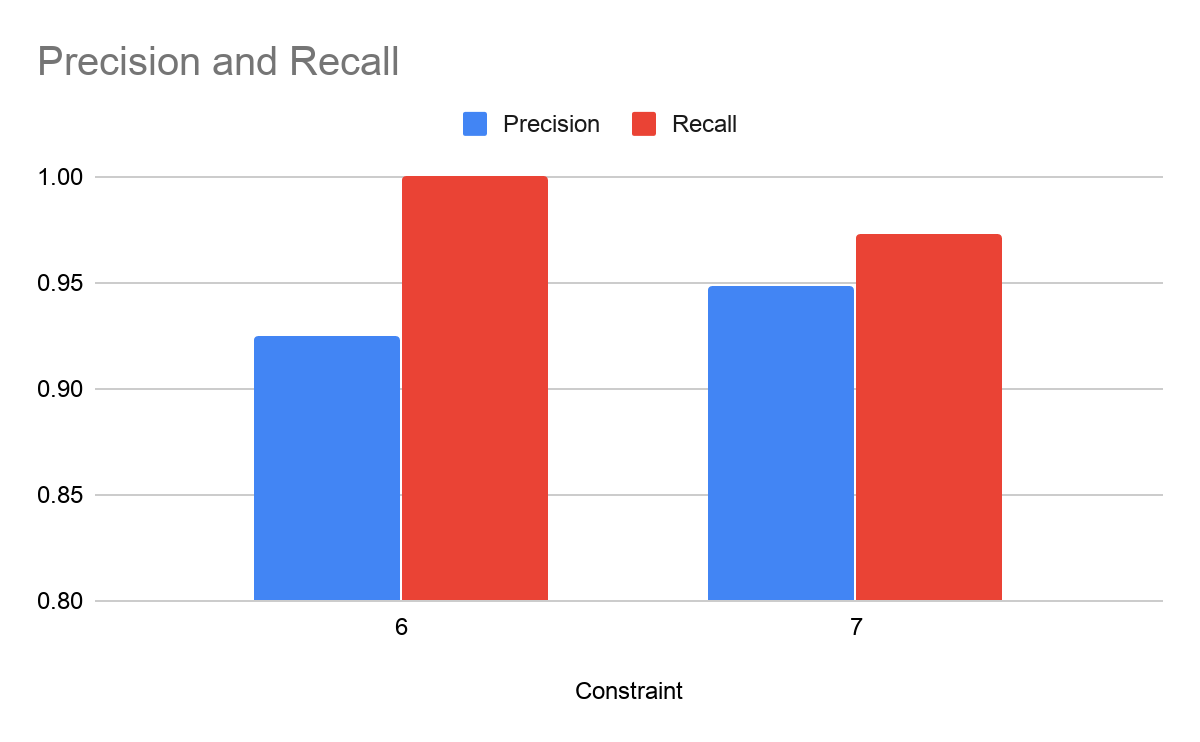 Precision and Recall
Precision Recall
1.00
0.95
0.90
0.85
0.80
6 7
Constraint